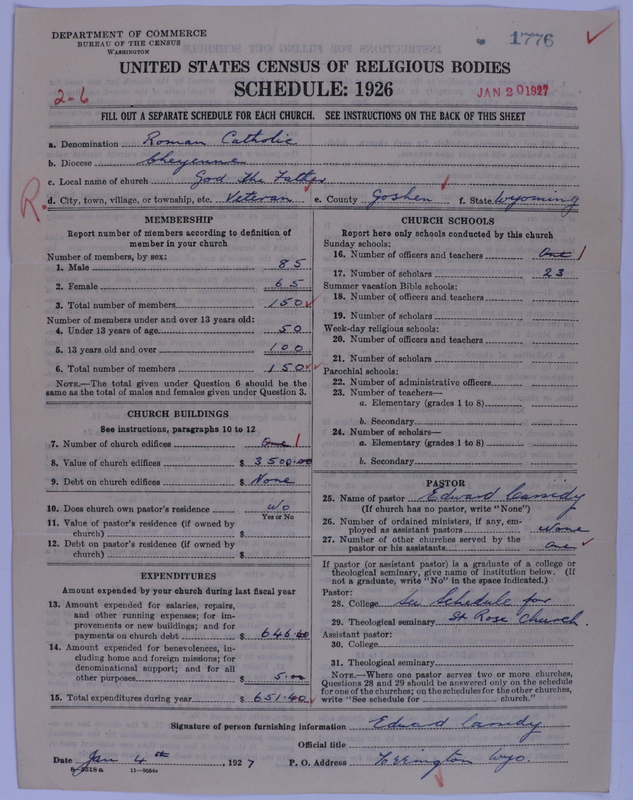 DEPARTMENT OF COMMERCE
BUREAU OF THE CENSUS
WASHINGTON
1776
UNITED STATES CENSUS OF RELIGIOUS BODIES
SCHEDULE: 1926
2-6
JAN 20 1927
FILL OUT A SEPARATE SCHEDULE FOR EACH CHURCH. SEE INSTRUCTIONS ON THE BACK OF THIS SHEET
a. Denomination Roman Catholic
b. Diocese Cheyenne
c. Local name of church God the Father
R.
d. City, town, village, or township, etc. Veteran e. County Goshen f. State Wyoming
MEMBERSHIP
Report number of members according to definition of member in your church
Number of members, by sex:
1. Male 85
2. Female 65
3. Total number of members 150
Number of members under and over 13 years old:
4. Under 13 years of age 50
5. 13 years old and over 100
6. Total number of members 150
NOTE.—The total given under Question 6 should be the
same as the total of males and females given under Question 3.
CHURCH BUILDINGS
See instructions, paragraphs 10 to 12
7. Number of church edifices One 1
8. Value of church edifices $ 3500.00
9. Debt on church edifices $ None
10. Does church own pastor's residence No
Yes or No
11. Value of pastor's residence (if owned by
church) $
12. Debt on pastor's residence (if owned by
church) $
EXPENDITURES
Amount expended by your church during last fiscal year
13. Amount expended for salaries, repairs,
and other running expenses; for im-
provements or new buildings; and for
payments on church debt $ 646.40
14. Amount expended for benevolences, in-
cluding home and foreign missions; for
denominational support; and for all
other purposes $ 5.00
15. Total expenditures during year $ 651.40
CHURCH SCHOOLS
Report here only schools conducted by this church
Sunday schools:
16. Number of officers and teachers One 1
17. Number of scholars 23
Summer vacation Bible schools:
18. Number of officers and teachers
19. Number of scholars
Week-day religious schools:
20. Number of officers and teachers
21. Number of scholars
Parochial schools:
22. Number of administrative officers
23. Number of teachers—
a. Elementary (grades 1 to 8)
b. Secondary
24. Number of scholars—
a. Elementary (grades 1 to 8)
b. Secondary
PASTOR
25. Name of pastor Edward Cassidy
(If church has no pastor, write "None")
26. Number of ordained ministers, if any, em-
ployed as assistant pastors None
27. Number of other churches served by the
pastor or his assistants One
If pastor (or assistant pastor) is a graduate of a college or
theological seminary, give name of institution below. (If
not a graduate, write "No" in the space indicated.)
Pastor:
28. College See Schedule for
29. Theological seminary St Rose Church.
Assistant pastor:
30. College
31. Theological seminary
NOTE.—Where one pastor serves two or more churches,
Questions 28 and 29 should be answered only on the schedule
for one of the churches; on the schedules for the other churches,
write "See schedule for church."
Signature of person furnishing information Edward Cassidy
Official title
Date Jan 4th, 1927 P. O. Address Torrington Wyo.
8-2518a 11-9054c